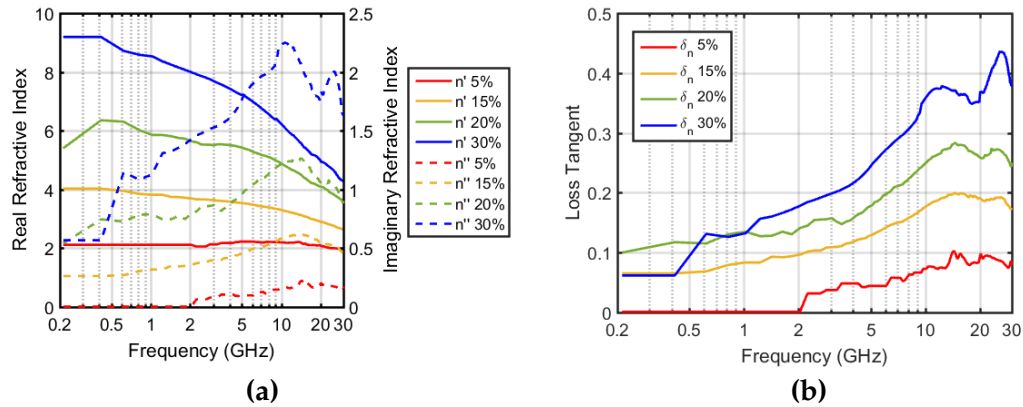 10
8
6
4
2
0
Real Refractive Index
2.5
2
1.5
1
0.5
0
Imaginary Refractive Index
0.2 0.5 1 2 5 10 20 30
Frequency (GHz)
n' 5%
n' 15%
n' 20%
n' 30%
n'' 5%
n'' 15%
n'' 20%
n'' 30%
(a)
0.5
0.4
0.3
0.2
0.1
0
Loss Tangent
δn 5%
δn 15%
δn 20%
δn 30%
0.2 0.5 1 2 5 10 20 30
Frequency (GHz)
(b)